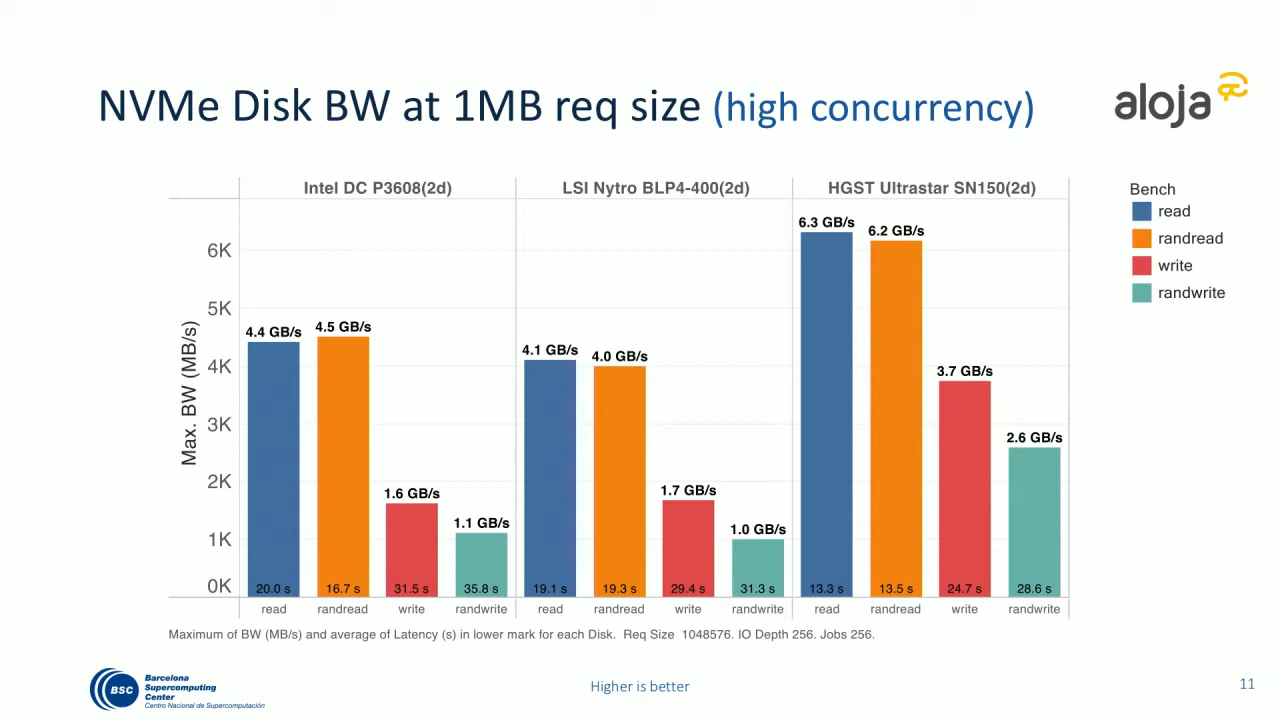 NVMe Disk BW at 1MB req size (high concurrency)
aloja
Intel DC P3608(2d)
LSI Nytro BLP4-400(2d)
HGST Ultrastar SN150(2d)
Bench
read
randread
write
randwrite
Max. BW (MB/s)
6K
5K
4K
3K
2K
1K
0K
4.4 GB/s
4.5 GB/s
1.6 GB/s
1.1 GB/s
4.1 GB/s
4.0 GB/s
1.7 GB/s
1.0 GB/s
6.3 GB/s
6.2 GB/s
3.7 GB/s
2.6 GB/s
20.0 s
16.7 s
31.5 s
35.8 s
19.1 s
19.3 s
29.4 s
31.3 s
13.3 s
13.5 s
24.7 s
28.6 s
read
randread
write
randwrite
read
randread
write
randwrite
read
randread
write
randwrite
Maximum of BW (MB/s) and average of Latency (s) in lower mark for each Disk. Req Size 1048576. IO Depth 256. Jobs 256.
BSC
Barcelona
Supercomputing
Center
Centro Nacional de Supercomputación
Higher is better
11